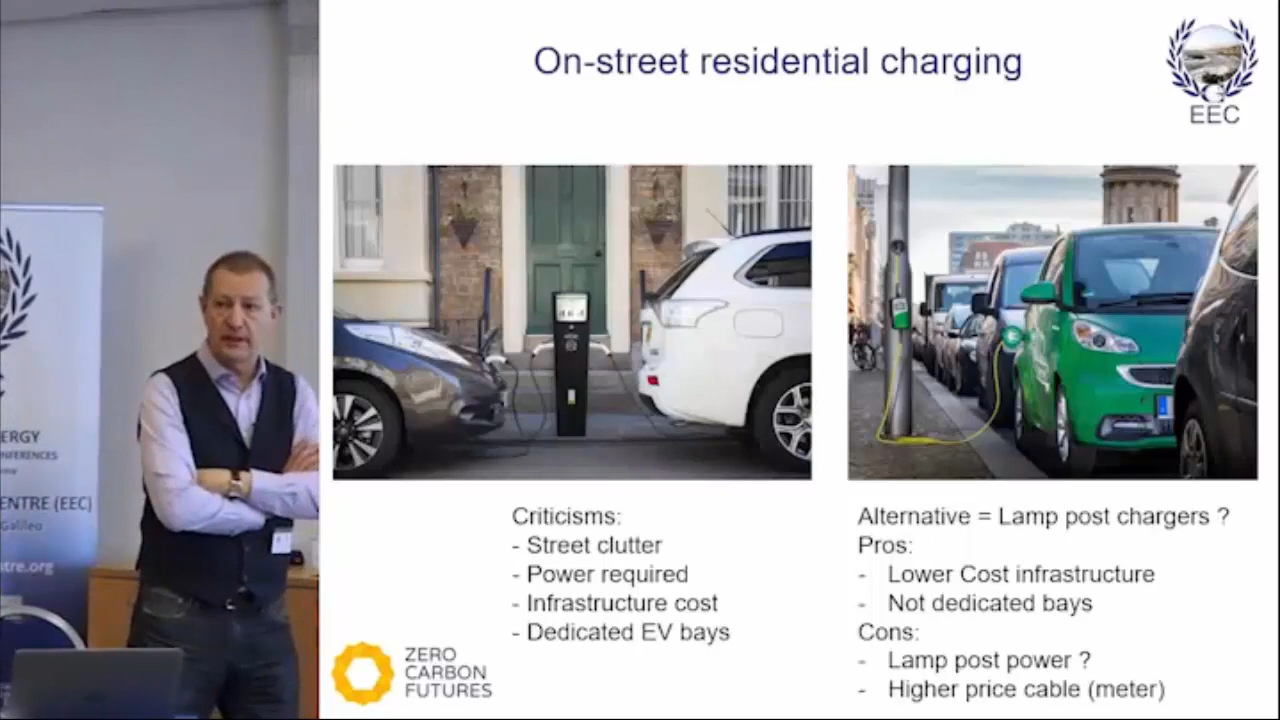 On-street residential charging
EEC
ERGY
ONFERENCES
ENTRE (EEC)
Galileo
tre.org
Criticisms:
- Street clutter
- Power required
- Infrastructure cost
- Dedicated EV bays
Alternative = Lamp post chargers ?
Pros:
- Lower Cost infrastructure
- Not dedicated bays
Cons:
- Lamp post power ?
- Higher price cable (meter)
ZERO
CARBON
FUTURES